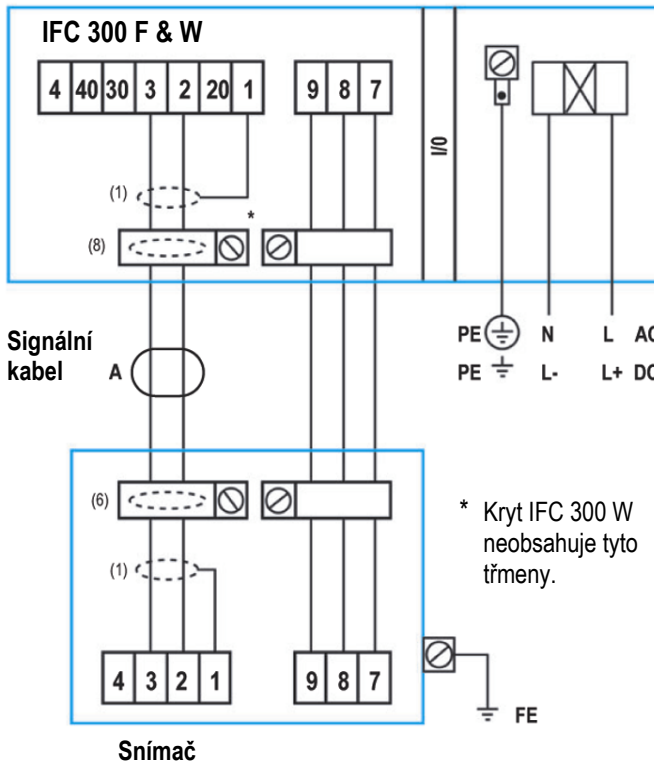 IFC 300 F & W
4 40 30 3 2 20 1
9 8 7
I/0
(1)
*
(8)
PE N L AC
PE L- L+ DC
Signální
kabel
A
(6)
(1)
* Kryt IFC 300 W
neobsahuje tyto
třmeny.
4 3 2 1
9 8 7
FE
Snímač